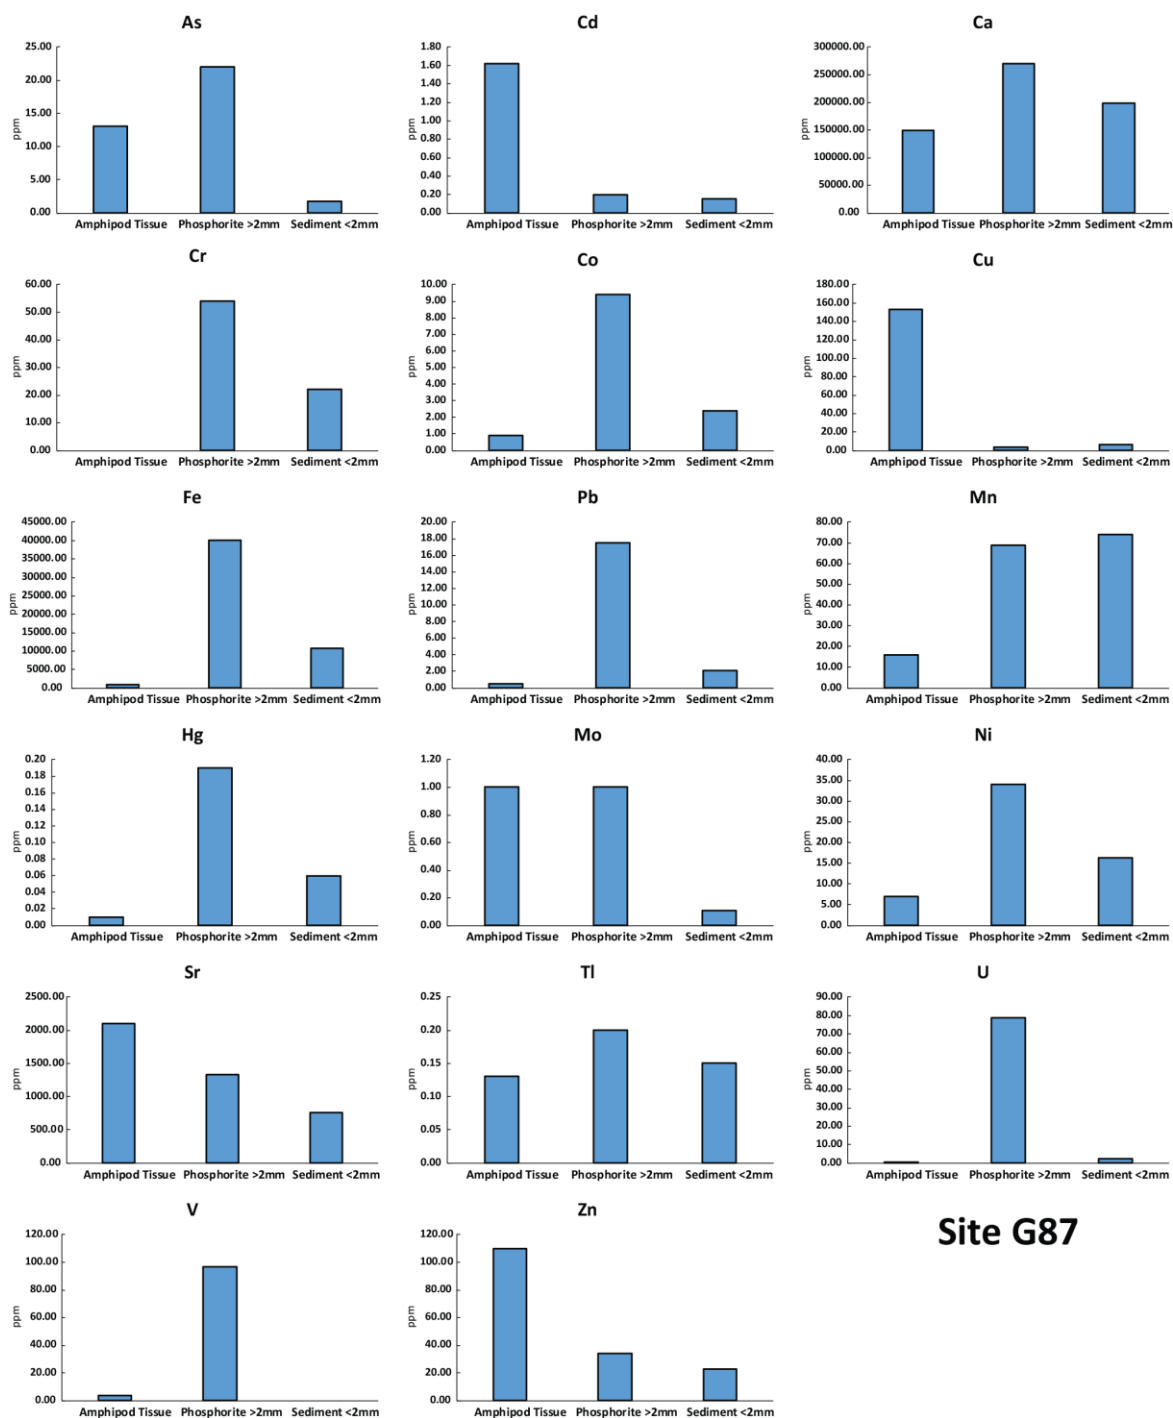 As
25.00
20.00
15.00
10.00
5.00
0.00
ppm
Amphipod Tissue Phosphorite >2mm Sediment <2mm
Cd
1.80
1.60
1.40
1.20
1.00
0.80
0.60
0.40
0.20
0.00
ppm
Amphipod Tissue Phosphorite >2mm Sediment <2mm
Ca
300000.00
250000.00
200000.00
150000.00
100000.00
50000.00
0.00
ppm
Amphipod Tissue Phosphorite >2mm Sediment <2mm
Cr
60.00
50.00
40.00
30.00
20.00
10.00
0.00
ppm
Amphipod Tissue Phosphorite >2mm Sediment <2mm
Co
10.00
9.00
8.00
7.00
6.00
5.00
4.00
3.00
2.00
1.00
0.00
ppm
Amphipod Tissue Phosphorite >2mm Sediment <2mm
Cu
180.00
160.00
140.00
120.00
100.00
80.00
60.00
40.00
20.00
0.00
ppm
Amphipod Tissue Phosphorite >2mm Sediment <2mm
Fe
45000.00
40000.00
35000.00
30000.00
25000.00
20000.00
15000.00
10000.00
5000.00
0.00
ppm
Amphipod Tissue Phosphorite >2mm Sediment <2mm
Pb
20.00
18.00
16.00
14.00
12.00
10.00
8.00
6.00
4.00
2.00
0.00
ppm
Amphipod Tissue Phosphorite >2mm Sediment <2mm
Mn
80.00
70.00
60.00
50.00
40.00
30.00
20.00
10.00
0.00
ppm
Amphipod Tissue Phosphorite >2mm Sediment <2mm
Hg
0.20
0.18
0.16
0.14
0.12
0.10
0.08
0.06
0.04
0.02
0.00
ppm
Amphipod Tissue Phosphorite >2mm Sediment <2mm
Mo
1.20
1.00
0.80
0.60
0.40
0.20
0.00
ppm
Amphipod Tissue Phosphorite >2mm Sediment <2mm
Ni
40.00
35.00
30.00
25.00
20.00
15.00
10.00
5.00
0.00
ppm
Amphipod Tissue Phosphorite >2mm Sediment <2mm
Sr
2500.00
2000.00
1500.00
1000.00
500.00
0.00
ppm
Amphipod Tissue Phosphorite >2mm Sediment <2mm
Tl
0.25
0.20
0.15
0.10
0.05
0.00
ppm
Amphipod Tissue Phosphorite >2mm Sediment <2mm
U
90.00
80.00
70.00
60.00
50.00
40.00
30.00
20.00
10.00
0.00
ppm
Amphipod Tissue Phosphorite >2mm Sediment <2mm
V
120.00
100.00
80.00
60.00
40.00
20.00
0.00
ppm
Amphipod Tissue Phosphorite >2mm Sediment <2mm
Zn
120.00
100.00
80.00
60.00
40.00
20.00
0.00
ppm
Amphipod Tissue Phosphorite >2mm Sediment <2mm
Site G87